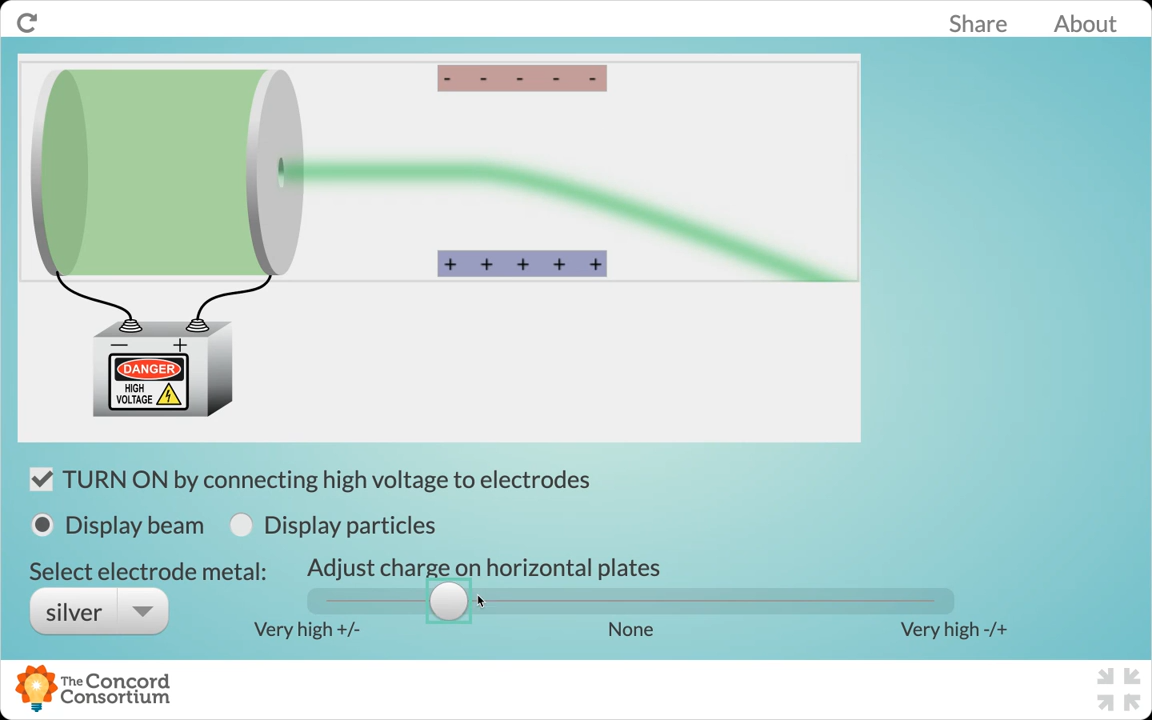 Share About
- - - - -
+ + + + +
— +
DANGER
HIGH
VOLTAGE
TURN ON by connecting high voltage to electrodes
Display beam Display particles
Select electrode metal:
silver
Adjust charge on horizontal plates
Very high +/- None Very high -/+
The Concord
Consortium